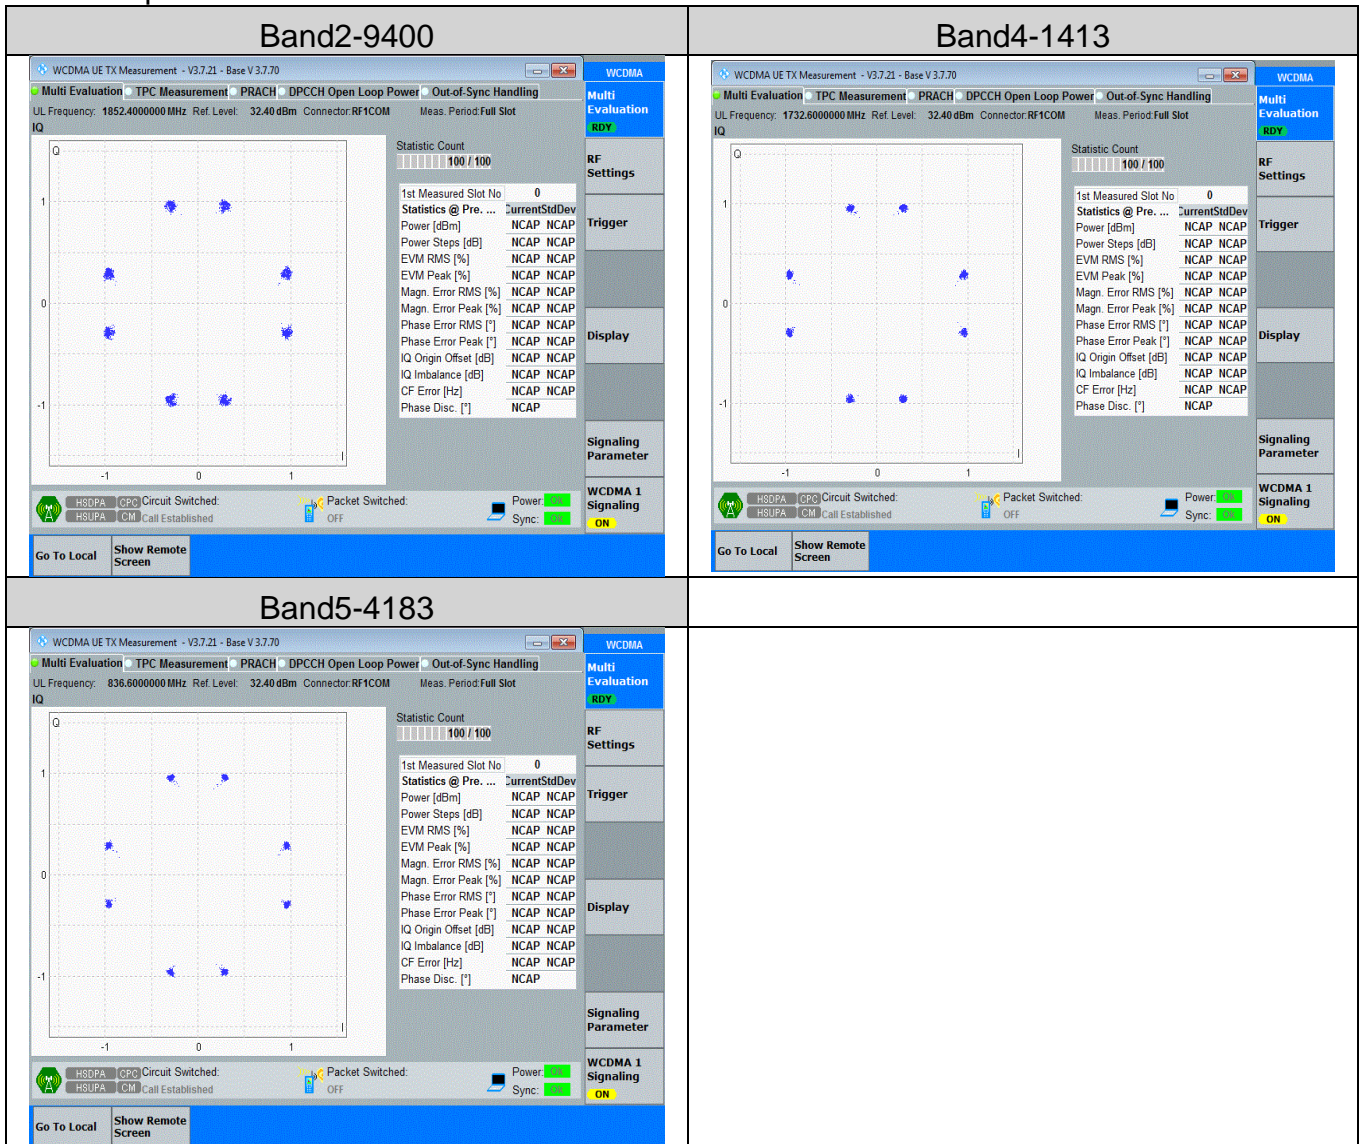 Band2-9400
Band4-1413
WCDMA UE TX Measurement - V3.7.21 - Base V 3.7.70
WCDMA
Multi Evaluation TPC Measurement PRACH DPCCH Open Loop Power Out-of-Sync Handling
Multi
Evaluation
RDY
UL Frequency: 1852.4000000 MHz Ref. Level: 32.40 dBm Connector:RF1COM Meas. Period:Full Slot
IQ
Q
1
0
-1
-1 0 1
I
Statistic Count
100 / 100
1st Measured Slot No 0
Statistics @ Pre. ... CurrentStdDev
Power [dBm] NCAP NCAP
Power Steps [dB] NCAP NCAP
EVM RMS [%] NCAP NCAP
EVM Peak [%] NCAP NCAP
Magn. Error RMS [%] NCAP NCAP
Magn. Error Peak [%] NCAP NCAP
Phase Error RMS [°] NCAP NCAP
Phase Error Peak [°] NCAP NCAP
IQ Origin Offset [dB] NCAP NCAP
IQ Imbalance [dB] NCAP NCAP
CF Error [Hz] NCAP NCAP
Phase Disc. [°] NCAP
RF
Settings
Trigger
Display
Signaling
Parameter
WCDMA 1
Signaling
ON
HSDPA CPC Circuit Switched: Packet Switched: Power: OK
HSUPA CM Call Established OFF Sync: OK
Go To Local
Show Remote
Screen
WCDMA UE TX Measurement - V3.7.21 - Base V 3.7.70
WCDMA
Multi Evaluation TPC Measurement PRACH DPCCH Open Loop Power Out-of-Sync Handling
Multi
Evaluation
RDY
UL Frequency: 1732.6000000 MHz Ref. Level: 32.40 dBm Connector:RF1COM Meas. Period:Full Slot
IQ
Q
1
0
-1
-1 0 1
I
Statistic Count
100 / 100
1st Measured Slot No 0
Statistics @ Pre. ... CurrentStdDev
Power [dBm] NCAP NCAP
Power Steps [dB] NCAP NCAP
EVM RMS [%] NCAP NCAP
EVM Peak [%] NCAP NCAP
Magn. Error RMS [%] NCAP NCAP
Magn. Error Peak [%] NCAP NCAP
Phase Error RMS [°] NCAP NCAP
Phase Error Peak [°] NCAP NCAP
IQ Origin Offset [dB] NCAP NCAP
IQ Imbalance [dB] NCAP NCAP
CF Error [Hz] NCAP NCAP
Phase Disc. [°] NCAP
RF
Settings
Trigger
Display
Signaling
Parameter
WCDMA 1
Signaling
ON
HSDPA CPC Circuit Switched: Packet Switched: Power: OK
HSUPA CM Call Established OFF Sync: OK
Go To Local
Show Remote
Screen
Band5-4183
WCDMA UE TX Measurement - V3.7.21 - Base V 3.7.70
WCDMA
Multi Evaluation TPC Measurement PRACH DPCCH Open Loop Power Out-of-Sync Handling
Multi
Evaluation
RDY
UL Frequency: 836.6000000 MHz Ref. Level: 32.40 dBm Connector:RF1COM Meas. Period:Full Slot
IQ
Q
1
0
-1
-1 0 1
I
Statistic Count
100 / 100
1st Measured Slot No 0
Statistics @ Pre. ... CurrentStdDev
Power [dBm] NCAP NCAP
Power Steps [dB] NCAP NCAP
EVM RMS [%] NCAP NCAP
EVM Peak [%] NCAP NCAP
Magn. Error RMS [%] NCAP NCAP
Magn. Error Peak [%] NCAP NCAP
Phase Error RMS [°] NCAP NCAP
Phase Error Peak [°] NCAP NCAP
IQ Origin Offset [dB] NCAP NCAP
IQ Imbalance [dB] NCAP NCAP
CF Error [Hz] NCAP NCAP
Phase Disc. [°] NCAP
RF
Settings
Trigger
Display
Signaling
Parameter
WCDMA 1
Signaling
ON
HSDPA CPC Circuit Switched: Packet Switched: Power: OK
HSUPA CM Call Established OFF Sync: OK
Go To Local
Show Remote
Screen